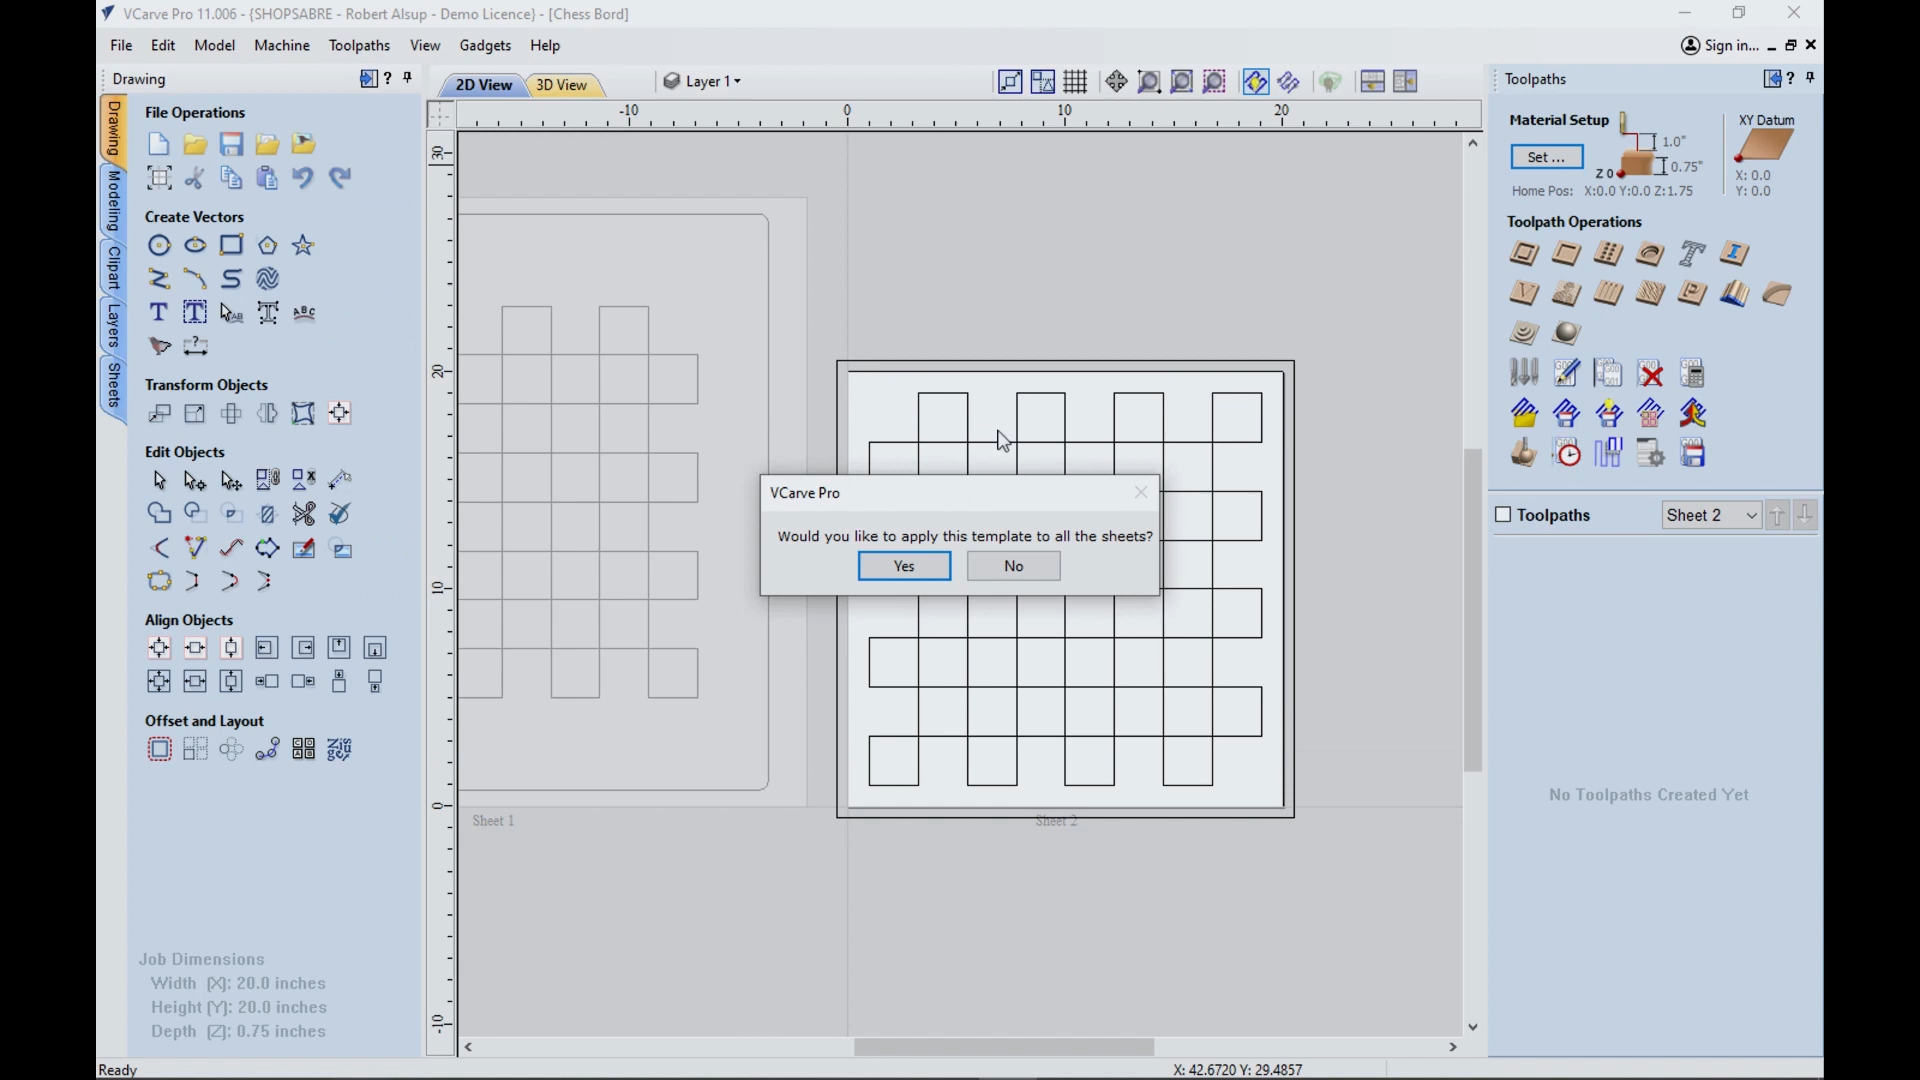 VCarve Pro 11.006 - {SHOPSABRE - Robert Alsup - Demo Licence} - [Chess Bord]
File Edit Model Machine Toolpaths View Gadgets Help
Sign in...
Drawing
2D View
3D View
Layer 1
Toolpaths
Drawing
Modeling
Clipart
Layers
Sheets
File Operations
Create Vectors
Transform Objects
Edit Objects
Align Objects
Offset and Layout
Job Dimensions
Width (X): 20.0 inches
Height (Y): 20.0 inches
Depth (Z): 0.75 inches
-10 0 10 20
30
20
10
0
-10
Sheet 1
Sheet 2
VCarve Pro
Would you like to apply this template to all the sheets?
Yes
No
Material Setup
Set ...
1.0"
0.75"
Z 0
Home Pos: X:0.0 Y:0.0 Z:1.75
XY Datum
X: 0.0
Y: 0.0
Toolpath Operations
Toolpaths
Sheet 2
No Toolpaths Created Yet
Ready
X: 42.6720 Y: 29.4857